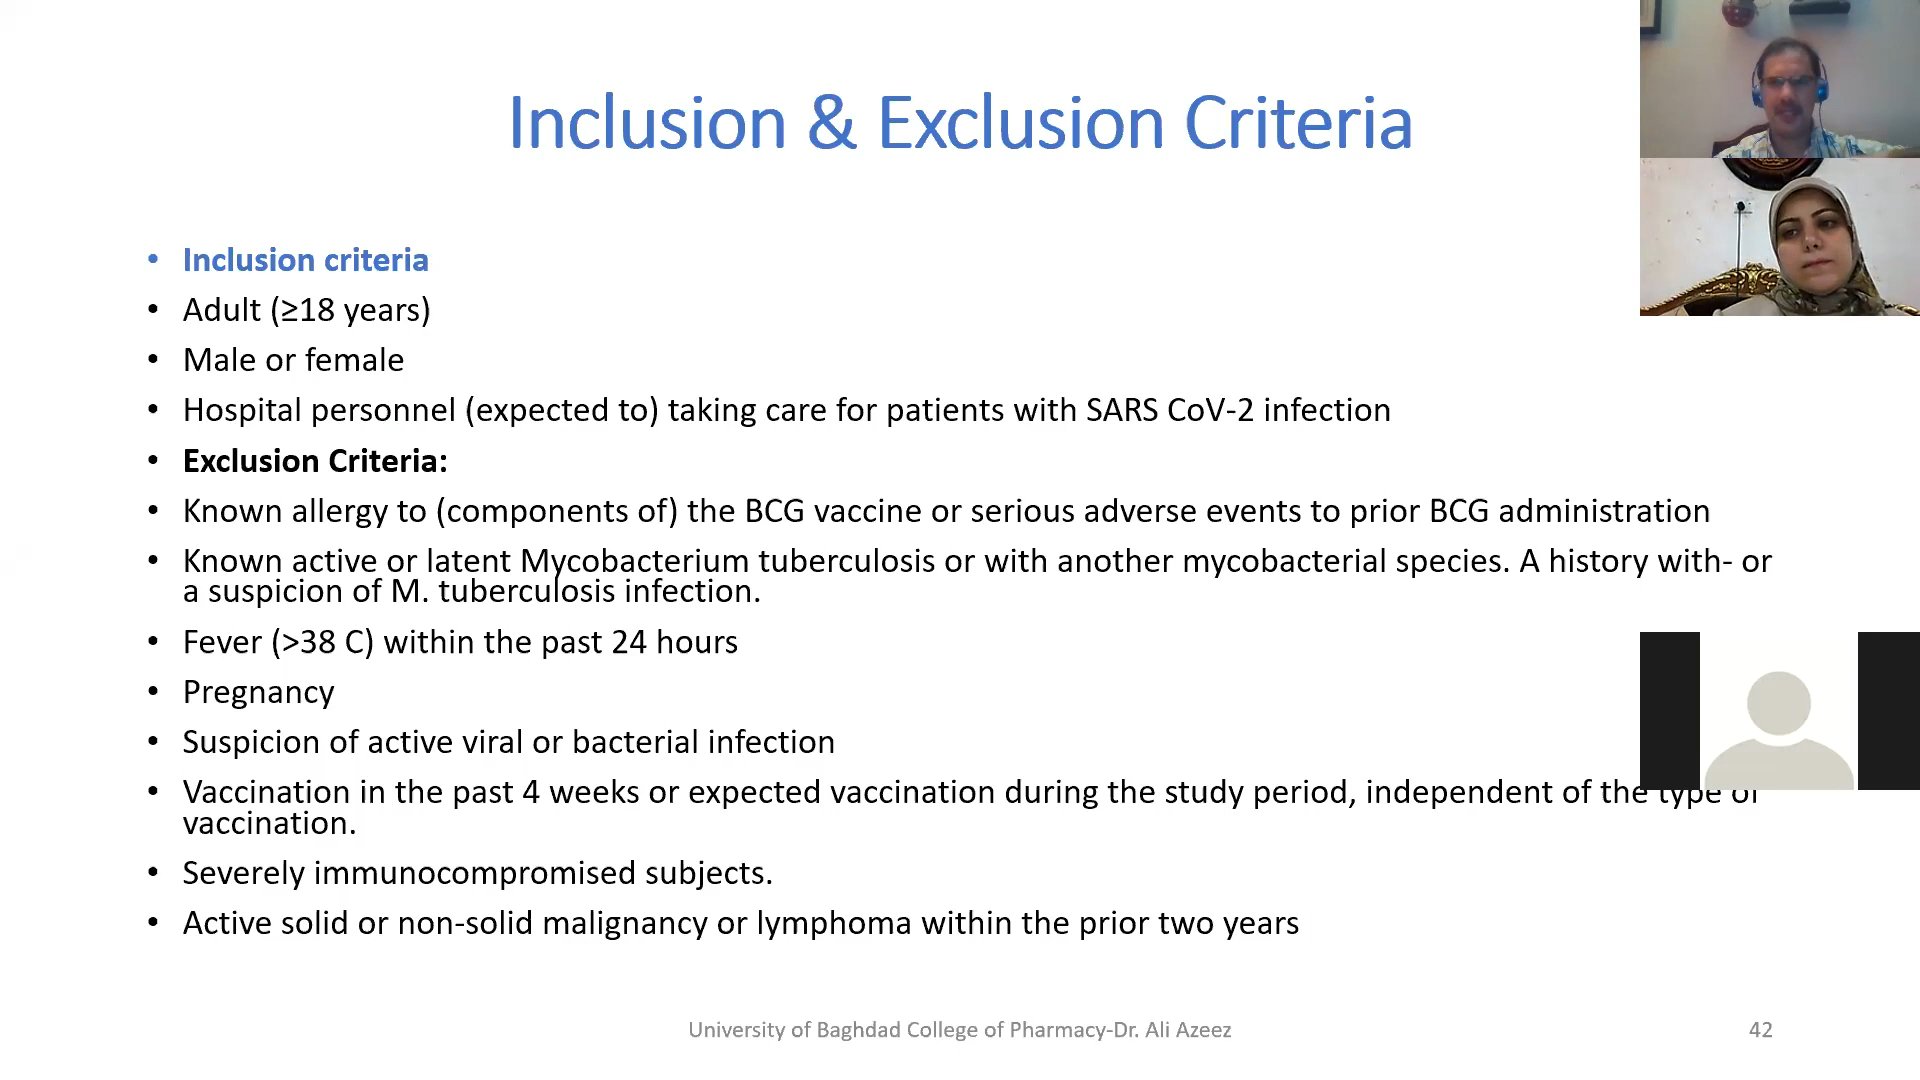 Inclusion & Exclusion Criteria
• Inclusion criteria
• Adult (≥18 years)
• Male or female
• Hospital personnel (expected to) taking care for patients with SARS CoV-2 infection
• Exclusion Criteria:
• Known allergy to (components of) the BCG vaccine or serious adverse events to prior BCG administration
• Known active or latent Mycobacterium tuberculosis or with another mycobacterial species. A history with- or
a suspicion of M. tuberculosis infection.
• Fever (>38 C) within the past 24 hours
• Pregnancy
• Suspicion of active viral or bacterial infection
• Vaccination in the past 4 weeks or expected vaccination during the study period, independent of the type of
vaccination.
• Severely immunocompromised subjects.
• Active solid or non-solid malignancy or lymphoma within the prior two years
University of Baghdad College of Pharmacy-Dr. Ali Azeez
42